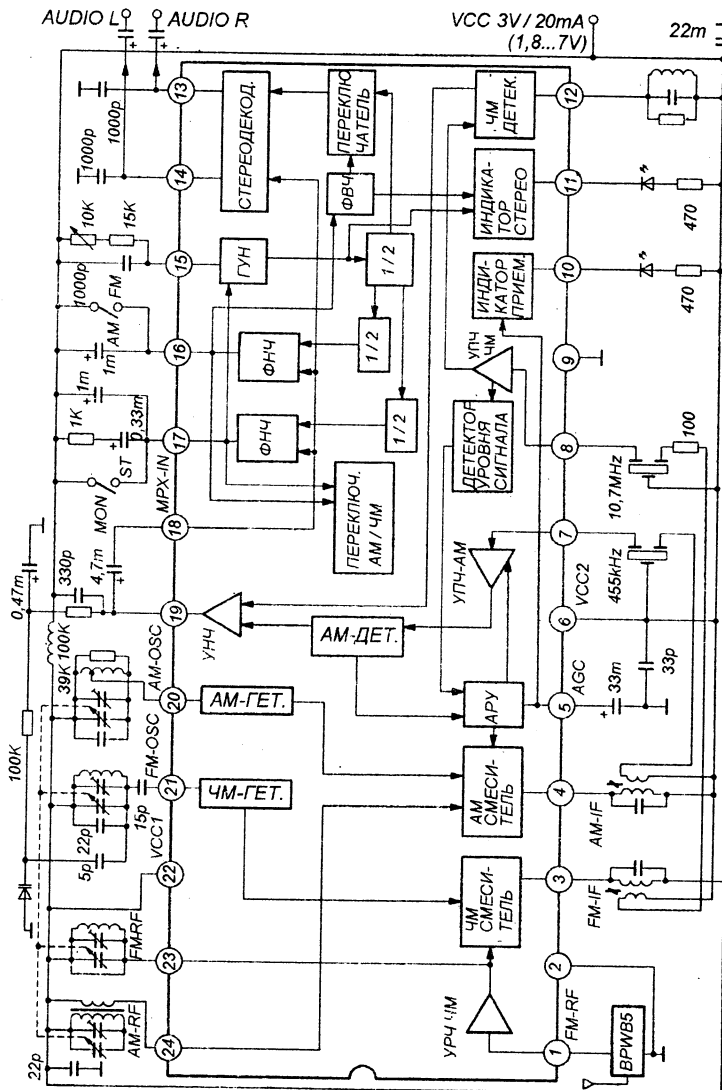 AUDIO L
AUDIO R
VCC 3V / 20mA
(1,8...7V)
22m
1000p
1000p
13
14
СТЕРЕОДЕКОД.
ПЕРЕКЛЮ
ЧАТЕЛЬ
ЧМ
ДЕТЕК.
12
10K
15K
1000p
15
ГУН
ФВЧ
1 / 2
ИНДИКА-
ТОР
СТЕРЕО
11
470
AM
FM
1m
16
ФНЧ
1 / 2
ИНДИ-
КАТОР
ПРИЕМ.
10
470
1m
1K
0,33m
17
ФНЧ
1 / 2
УПЧ
ЧМ
9
MON
ST
MPX-IN
18
ПЕРЕКЛЮЧ.
АМ / ЧМ
ДЕТЕКТОР
УРОВНЯ
СИГНАЛА
8
100
10,7MHz
0,47m
330p
4,7m
100K
19
УНЧ
УПЧ-АМ
7
455kHz
VCC2
6
39K
AM-OSC
20
АМ-ГЕТ.
АМ-ДЕТ.
АРУ
AGC
5
33m
33p
100K
FM-OSC
21
ЧМ-ГЕТ.
АМ
СМЕСИ-
ТЕЛЬ
4
AM-IF
22p
15p
5p
VCC1
22
ЧМ
СМЕСИ-
ТЕЛЬ
3
FM-IF
FM-RF
23
2
AM-RF
24
22p
УРЧ ЧМ
1
FM-RF
BPWB5